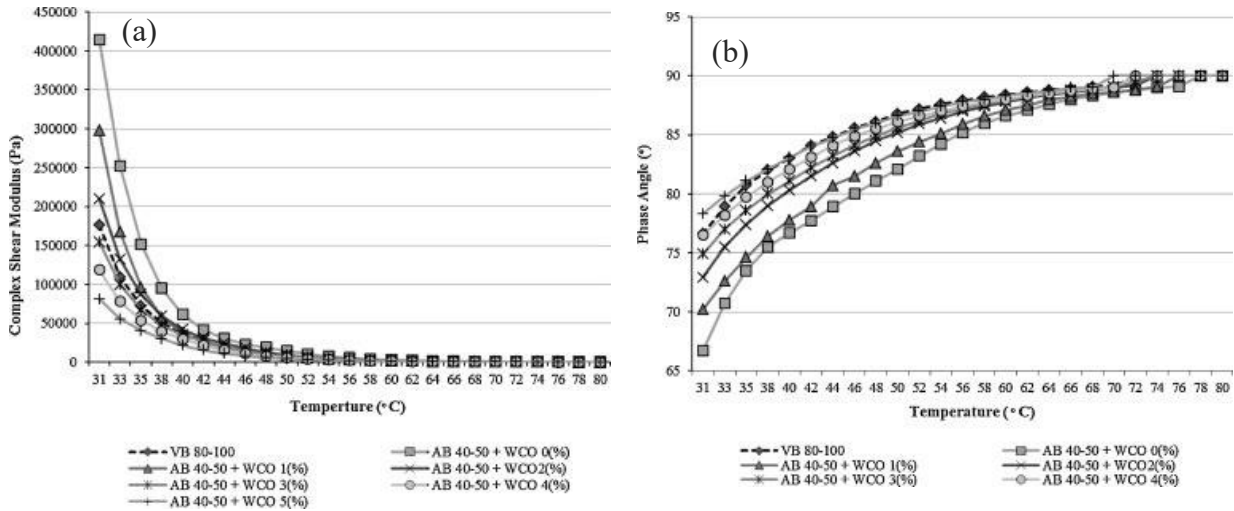 (a)
Complex Shear Modulus (Pa)
450000
400000
350000
300000
250000
200000
150000
100000
50000
0
31 33 35 38 40 42 44 46 48 50 52 54 56 58 60 62 64 66 68 70 72 74 76 78 80
Temperture (°C)
VB 80-100
AB 40-50 + WCO 0(%)
AB 40-50 + WCO 1(%)
AB 40-50 + WCO2(%)
AB 40-50 + WCO 3(%)
AB 40-50 + WCO 4(%)
AB 40-50 + WCO 5(%)
(b)
Phase Angle (°)
95
90
85
80
75
70
65
31 33 35 38 40 42 44 46 48 50 52 54 56 58 60 62 64 66 68 70 72 74 76 78 80
Temperature (°C)
VB 80-100
AB 40-50 + WCO 0(%)
AB 40-50 + WCO 1(%)
AB 40-50 + WCO2(%)
AB 40-50 + WCO 3(%)
AB 40-50 + WCO 4(%)